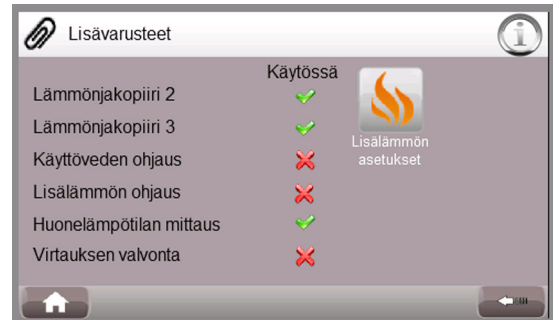 Lisävarusteet
Käytössä
Lämmönjakopiiri 2
Lämmönjakopiiri 3
Käyttöveden ohjaus
Lisälämmön ohjaus
Huonelämpötilan mittaus
Virtauksen valvonta
Lisälämmön
asetukset